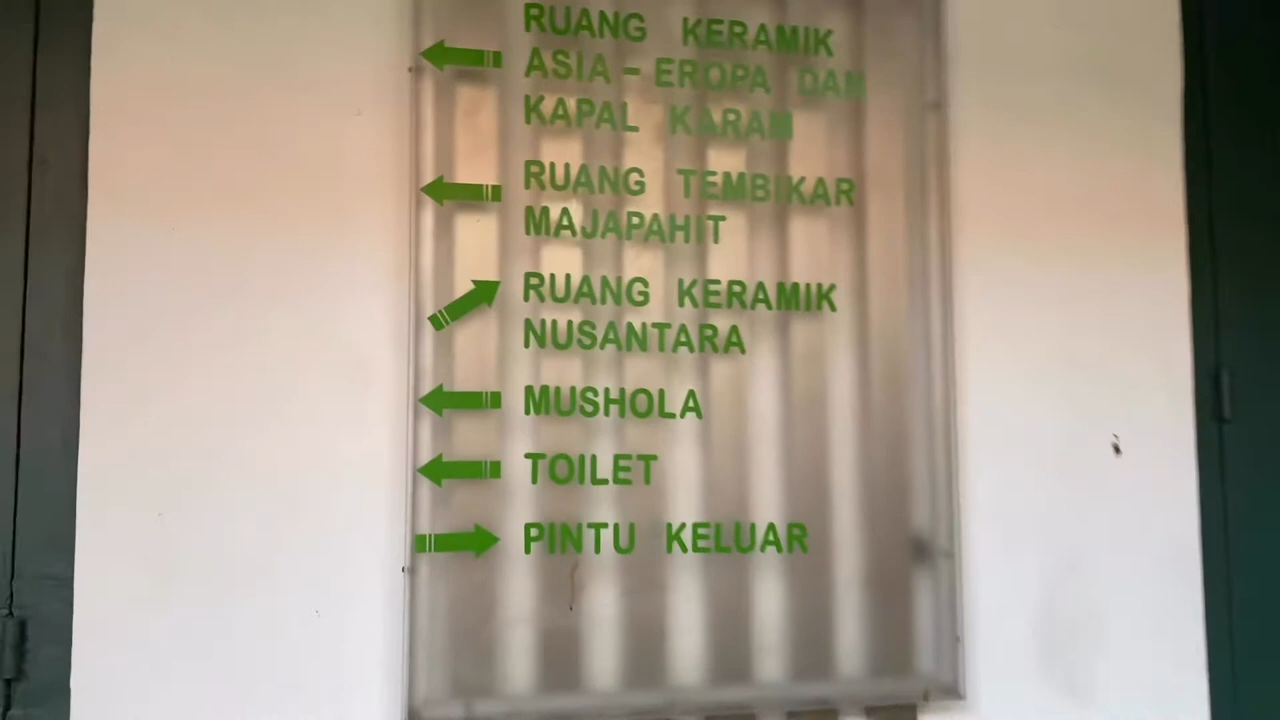 RUANG KERAMIK
ASIA - EROPA DAN
KAPAL KARAM
RUANG TEMBIKAR
MAJAPAHIT
RUANG KERAMIK
NUSANTARA
MUSHOLA
TOILET
PINTU KELUAR